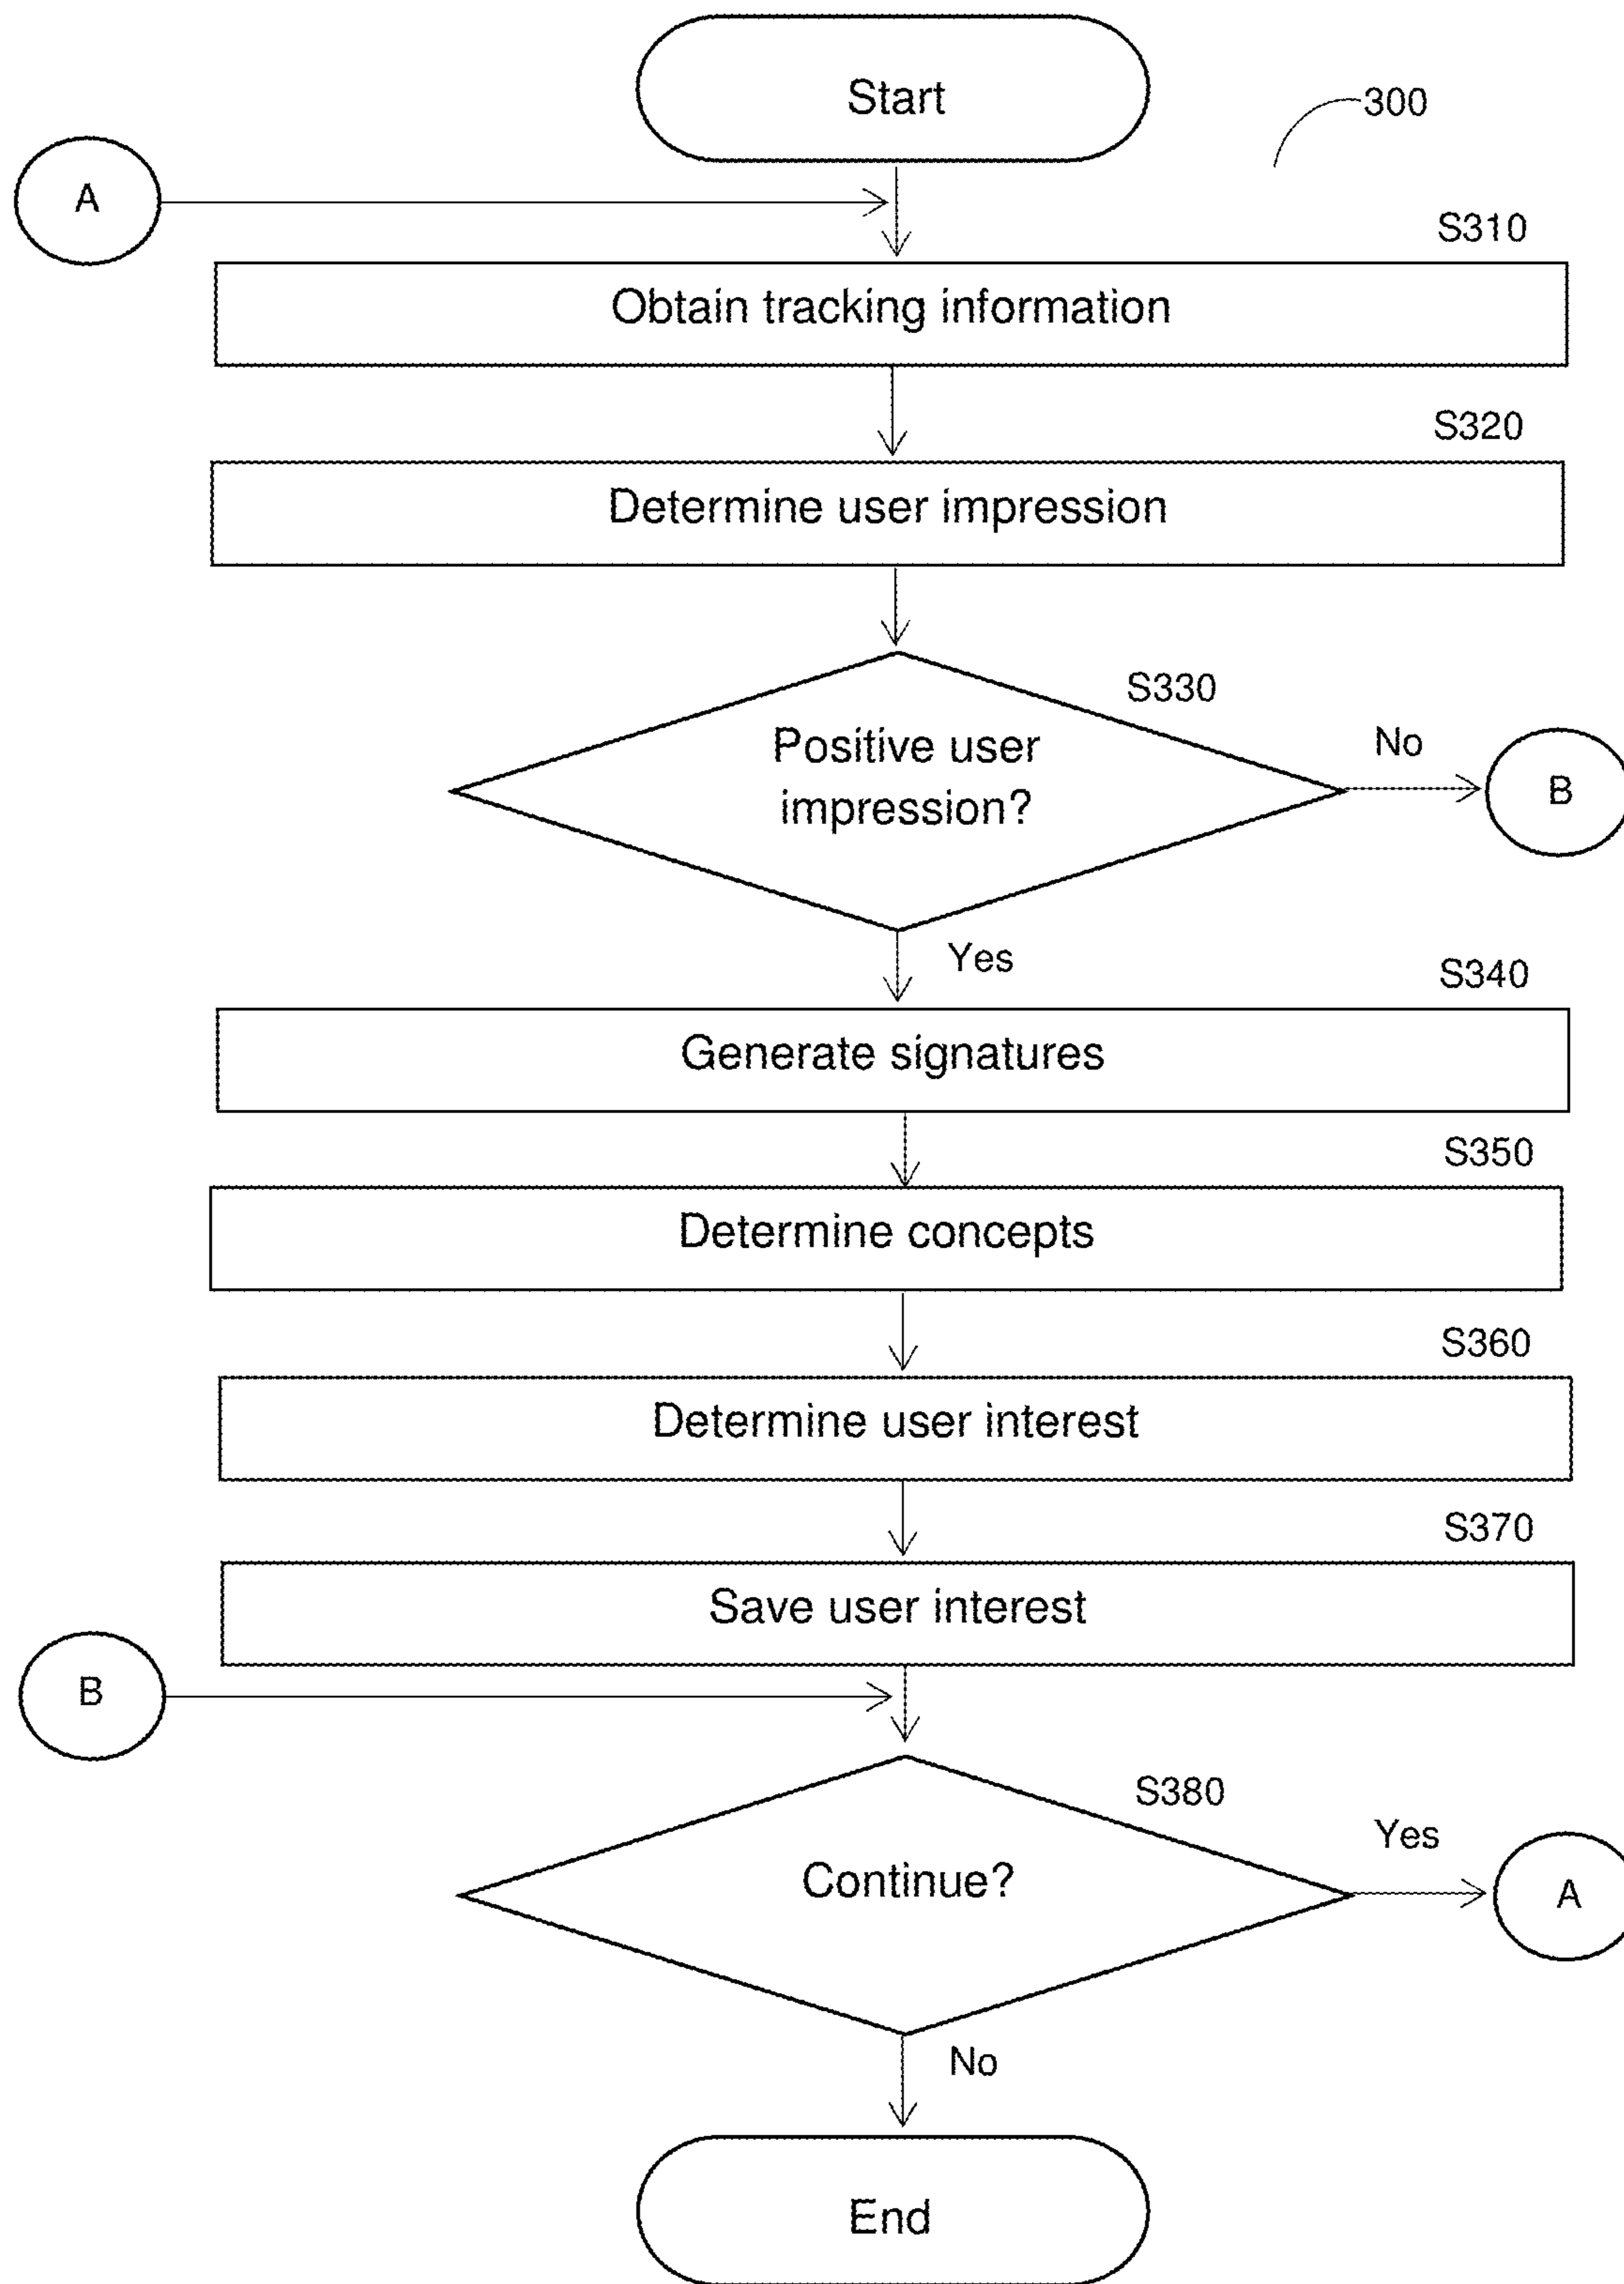 Start
300
A
S310
Obtain tracking information
S320
Determine user impression
S330
Positive user
impression?
No
B
Yes
S340
Generate signatures
S350
Determine concepts
S360
Determine user interest
S370
Save user interest
B
S380
Continue?
Yes
A
No
End